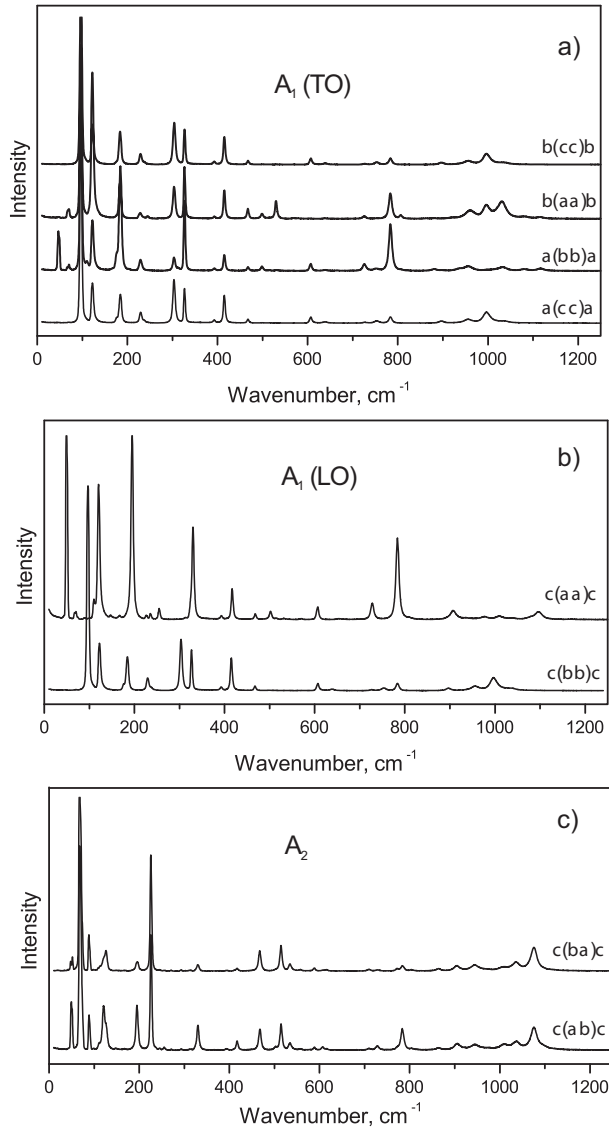 a)
A₁ (TO)
b(cc)b
b(aa)b
a(bb)a
a(cc)a
Intensity
0 200 400 600 800 1000 1200
Wavenumber, cm⁻¹
b)
A₁ (LO)
c(aa)c
c(bb)c
Intensity
0 200 400 600 800 1000 1200
Wavenumber, cm⁻¹
c)
A₂
c(ba)c
c(ab)c
Intensity
0 200 400 600 800 1000 1200
Wavenumber, cm⁻¹